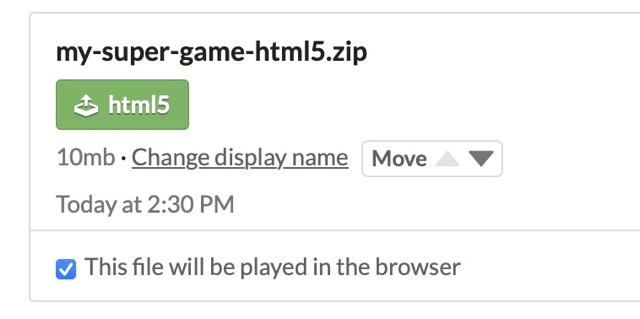 my-super-game-html5.zip
html5
10mb · Change display name Move
Today at 2:30 PM
This file will be played in the browser